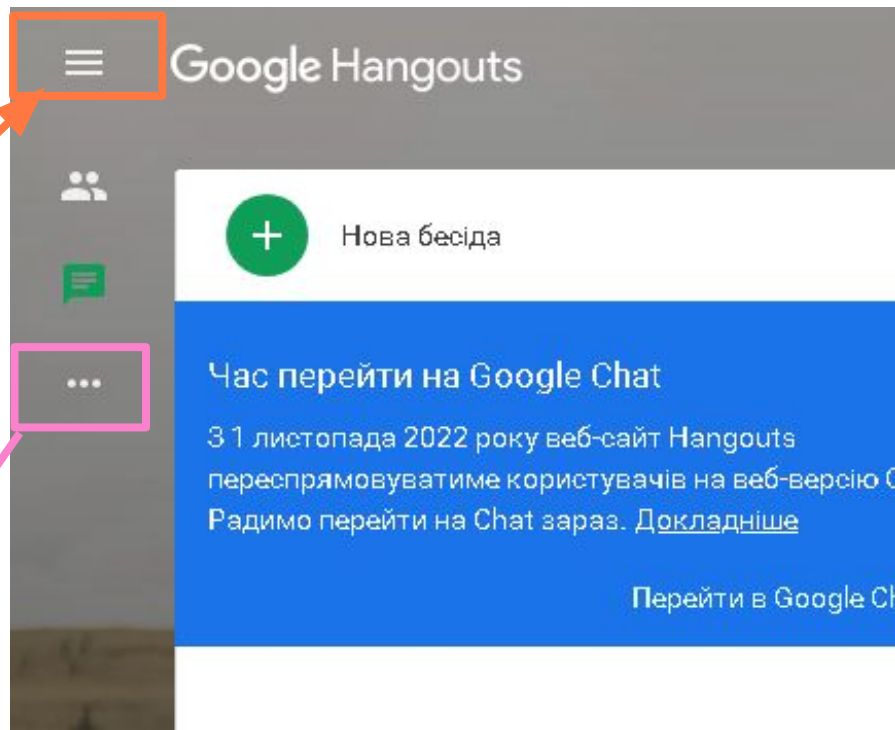 Google Hangouts
Нова бесіда
Час перейти на Google Chat
З 1 листопада 2022 року веб-сайт Hangouts
переспрямовуватиме користувачів на веб-версію
Радимо перейти на Chat зараз. Докладніше
Перейти в Google